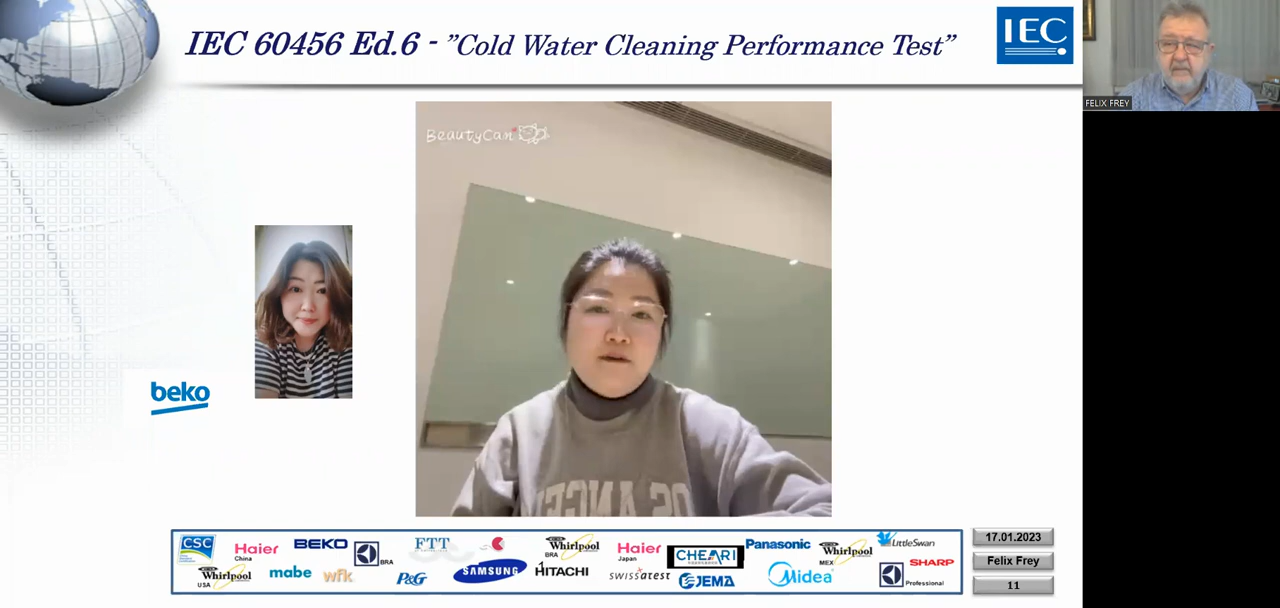 IEC 60456 Ed.6 - "Cold Water Cleaning Performance Test"
IEC
FELIX FREY
BeautyCam
beko
CSC
Haier
China
BEKO
BRA
FTT
Whirlpool
BRA
Haier
Japan
CHEARI
Panasonic
Whirlpool
MEX
LittleSwan
SHARP
Whirlpool
USA
mabe
wfk
P&G
SAMSUNG
HITACHI
SWISSATEST
JEMA
Midea
Professional
17.01.2023
Felix Frey
11